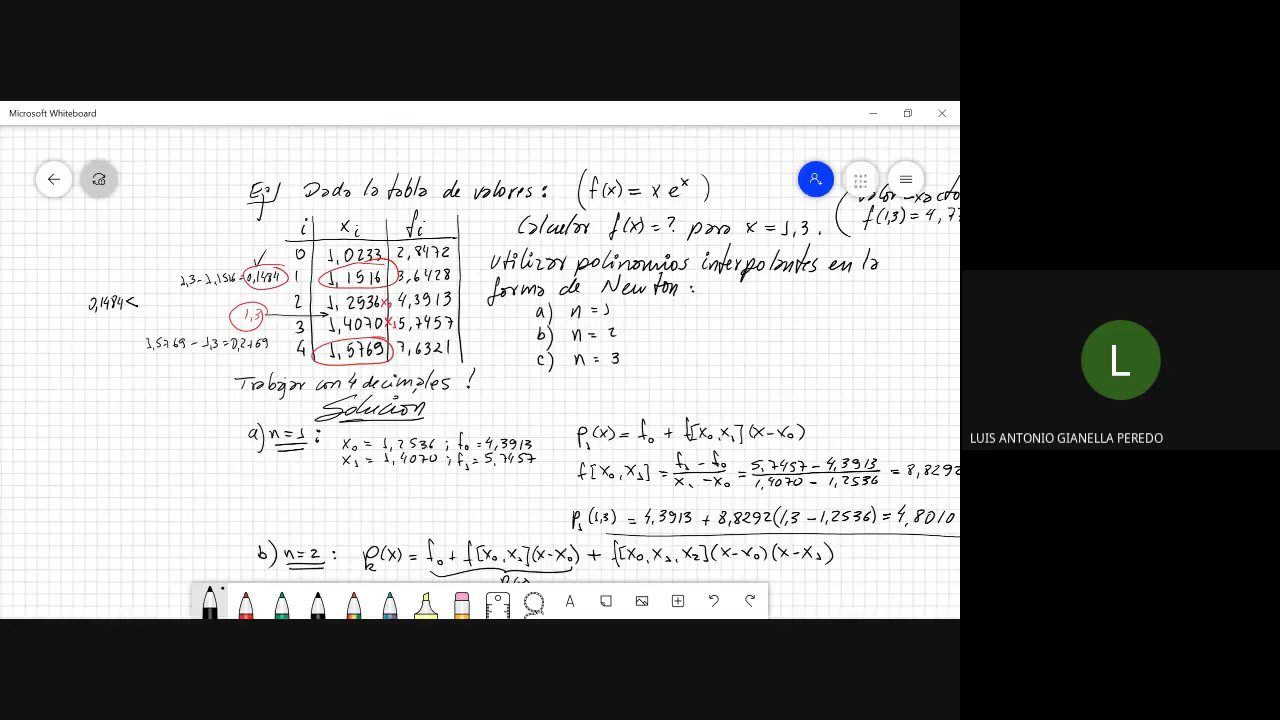 Microsoft Whiteboard
Ej Dada la tabla de valores: (f(x) = x e^x)
i | xi | fi
0 | 1,0233 | 2,8472
1 | 1,1516 | 3,6428
2 | 1,2536 x0 | 4,3913
3 | 1,4070 x1 | 5,7457
4 | 1,5769 | 7,6321
1,3-1,1516=0,1484
0,1484<
1,3
1,5769-1,3=0,2769
Calcular f(x)=? para x = 1,3.
f(1,3) = 4,77
utilizar polinomios interpolantes en la
forma de Newton:
a) n = 1
b) n = 2
c) n = 3
Trabajar con 4 decimales!
Solución
a) n=1:
x0 = 1,2536 ; f0 = 4,3913
x1 = 1,4070 ; f1 = 5,7457
P1(x) = f0 + f[x0,x1](x-x0)
f[x0,x1] = (f1 - f0)/(x1 - x0) = (5,7457 - 4,3913)/(1,4070 - 1,2536) = 8,8292
P1(1,3) = 4,3913 + 8,8292(1,3 - 1,2536) = 4,8010
b) n=2: P2(x) = f0 + f[x0,x1](x-x0) + f[x0,x1,x2](x-x0)(x-x1)
L
LUIS ANTONIO GIANELLA PEREDO